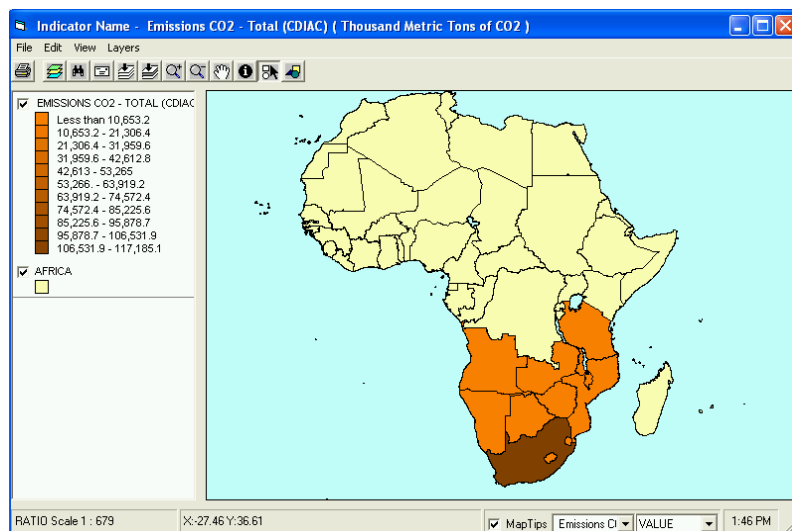 Indicator Name - Emissions CO2 - Total (CDIAC) ( Thousand Metric Tons of CO2 )
File Edit View Layers
EMISSIONS CO2 - TOTAL (CDIAC
Less than 10,653.2
10,653.2 - 21,306.4
21,306.4 - 31,959.6
31,959.6 - 42,612.8
42,613 - 53,265
53,266. - 63,919.2
63,919.2 - 74,572.4
74,572.4 - 85,225.6
85,225.6 - 95,878.7
95,878.7 - 106,531.9
106,531.9 - 117,185.1
AFRICA
RATIO Scale 1 : 679 X:-27.46 Y:36.61 MapTips Emissions CI VALUE 1:46 PM